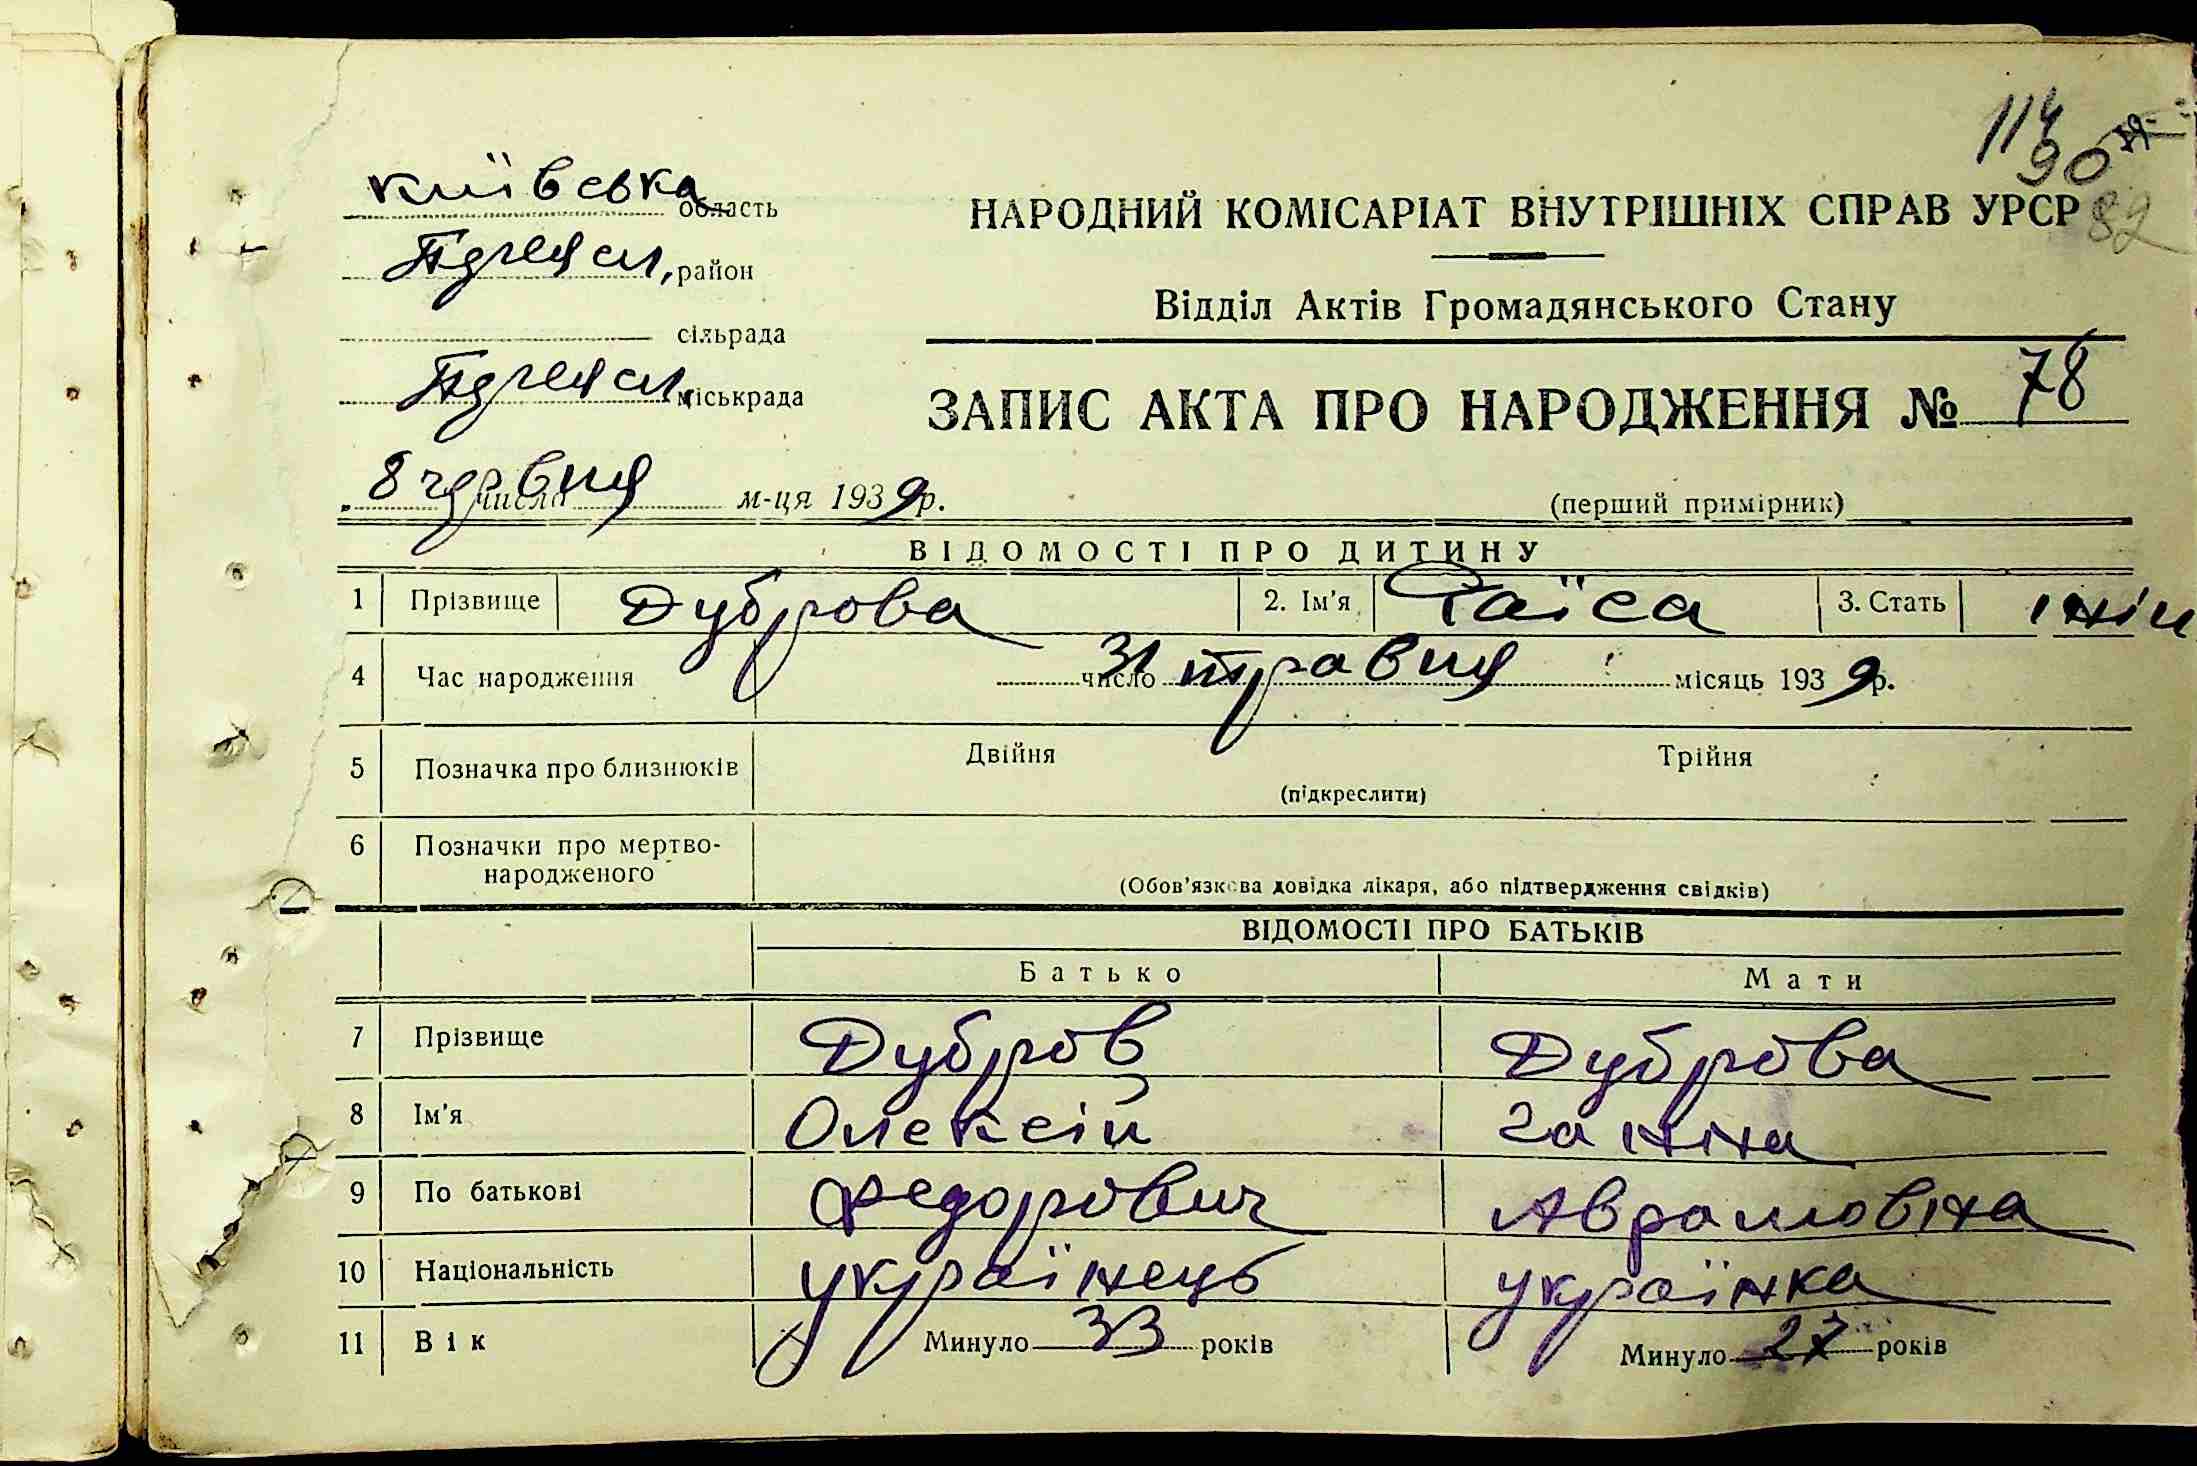 114
90
82
київська область
НАРОДНИЙ КОМІСАРІАТ ВНУТРІШНІХ СПРАВ УРСР
район
Відділ Актів Громадянського Стану
сільрада
міськрада
ЗАПИС АКТА ПРО НАРОДЖЕННЯ № 78
8 червня число м-ця 1939 р.
(перший примірник)
ВІДОМОСТІ ПРО ДИТИНУ
1 Прізвище Дуброва 2. Ім'я Раїса 3. Стать жін
4 Час народження 31 число травня місяць 1939 р.
5 Позначка про близнюків Двійня Трійня
(підкреслити)
6 Позначки про мертво-
народженого
(Обов'язкова довідка лікаря, або підтвердження свідків)
ВІДОМОСТІ ПРО БАТЬКІВ
Батько Мати
7 Прізвище Дубров Дуброва
8 Ім'я Олексій Ганна
9 По батькові Федорович Аврамовна
10 Національність українець українка
11 Вік Минуло 33 років Минуло 27 років